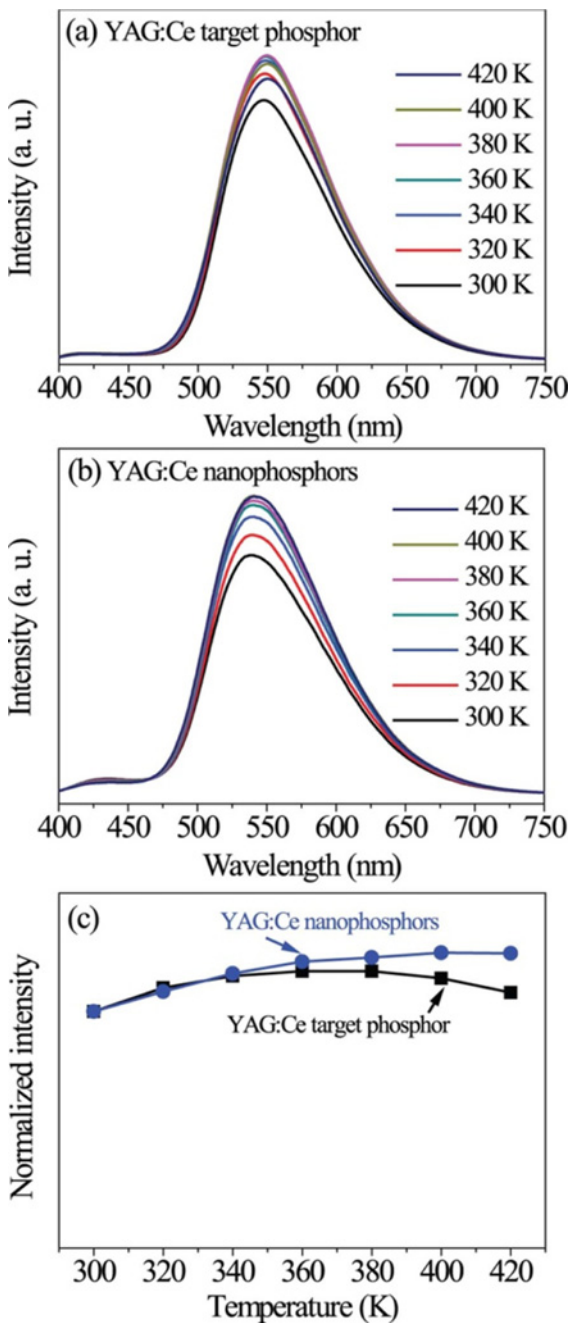 (a) YAG:Ce target phosphor
420 K
400 K
380 K
360 K
340 K
320 K
300 K
Intensity (a. u.)
400 450 500 550 600 650 700 750
Wavelength (nm)
(b) YAG:Ce nanophosphors
420 K
400 K
380 K
360 K
340 K
320 K
300 K
Intensity (a. u.)
400 450 500 550 600 650 700 750
Wavelength (nm)
(c)
YAG:Ce nanophosphors
YAG:Ce target phosphor
Normalized intensity
300 320 340 360 380 400 420
Temperature (K)